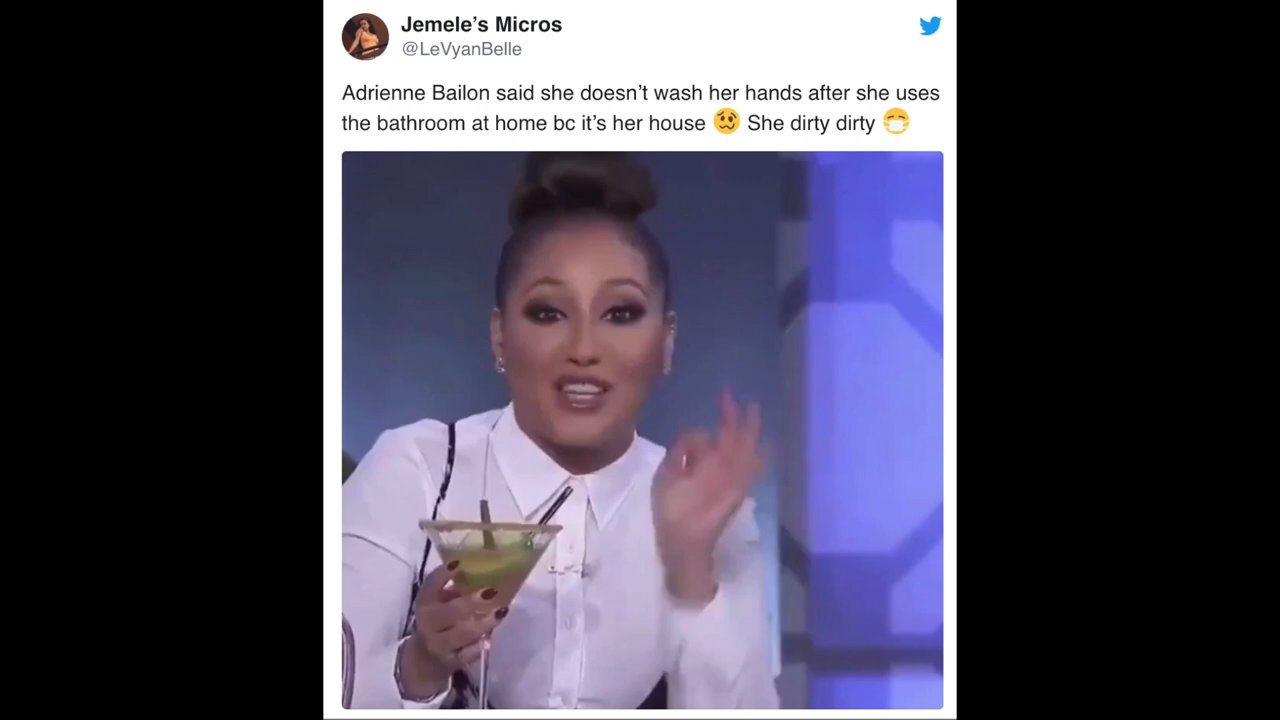 Jemele’s Micros
@LeVyanBelle
Adrienne Bailon said she doesn’t wash her hands after she uses
the bathroom at home bc it’s her house 🥴 She dirty dirty 😷